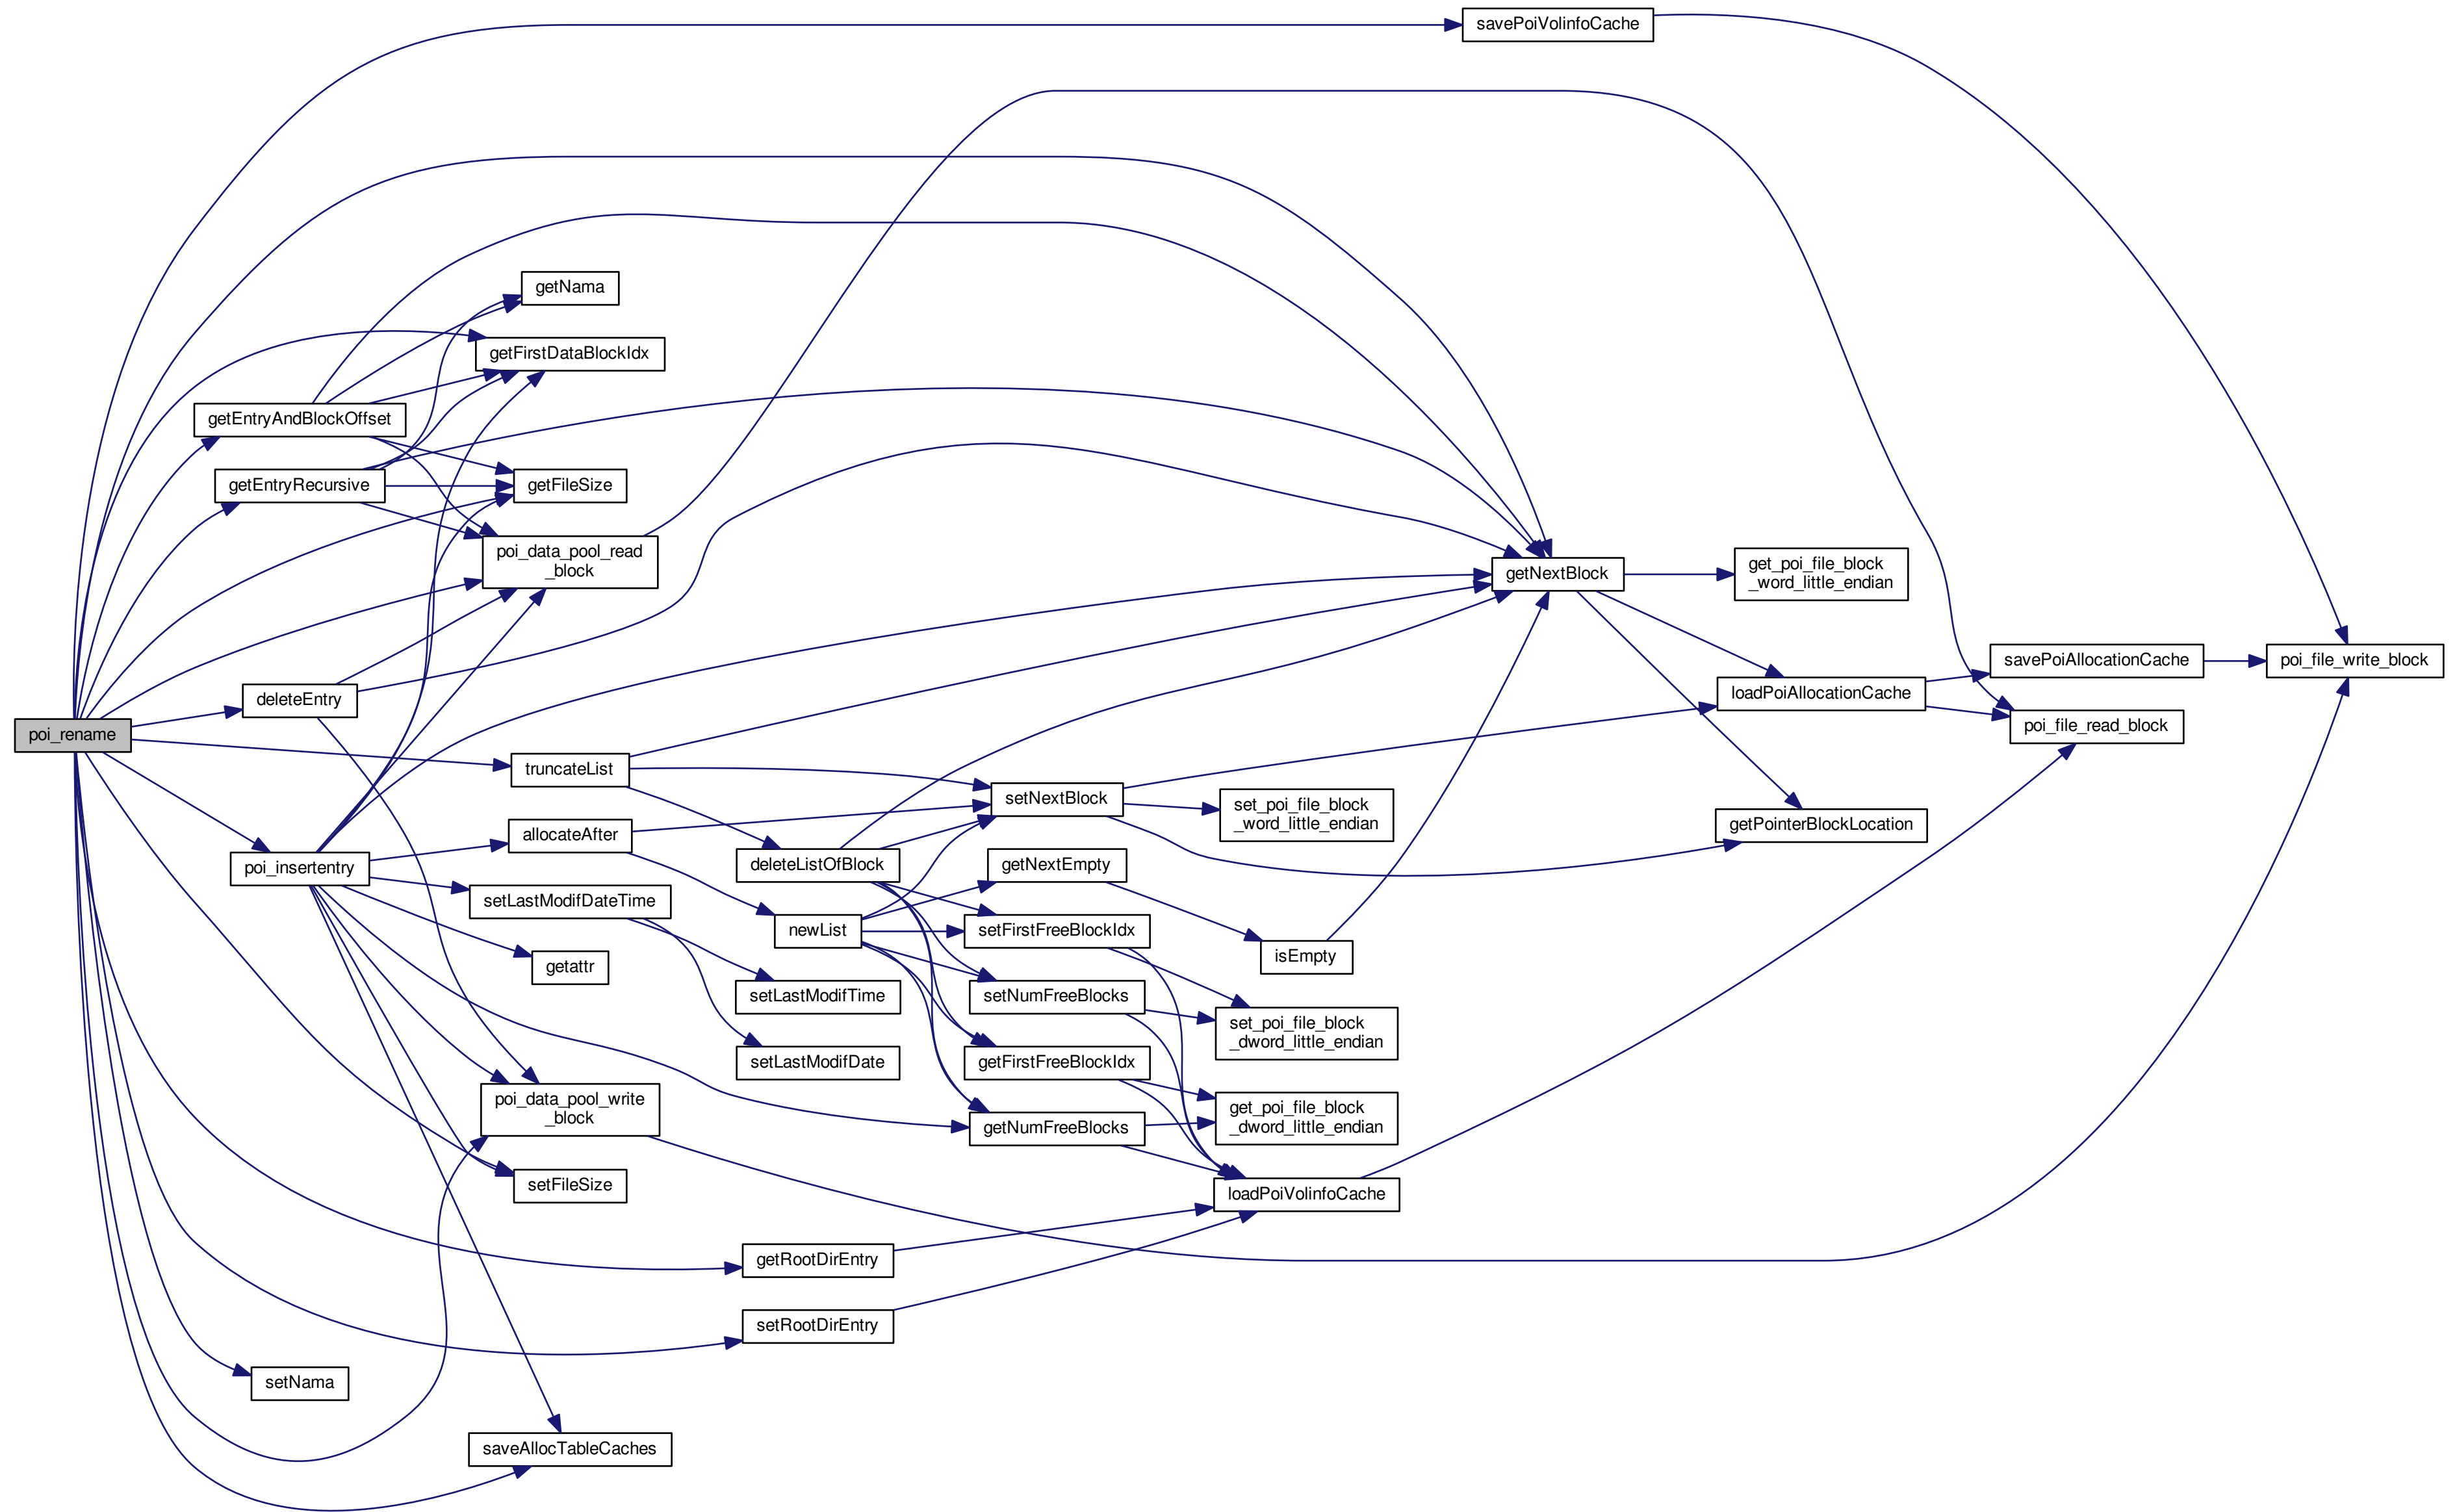 savePoiVolinfoCache
getNama
getFirstDataBlockIdx
getEntryAndBlockOffset
getEntryRecursive
getFileSize
poi_data_pool_read
_block
getNextBlock
get_poi_file_block
_word_little_endian
savePoiAllocationCache
poi_file_write_block
loadPoiAllocationCache
deleteEntry
poi_file_read_block
poi_rename
truncateList
setNextBlock
set_poi_file_block
_word_little_endian
getPointerBlockLocation
allocateAfter
deleteListOfBlock
getNextEmpty
poi_insertentry
setLastModifDateTime
newList
setFirstFreeBlockIdx
isEmpty
getattr
setLastModifTime
setNumFreeBlocks
set_poi_file_block
_dword_little_endian
setLastModifDate
getFirstFreeBlockIdx
poi_data_pool_write
_block
getNumFreeBlocks
get_poi_file_block
_dword_little_endian
setFileSize
loadPoiVolinfoCache
getRootDirEntry
setRootDirEntry
setNama
saveAllocTableCaches